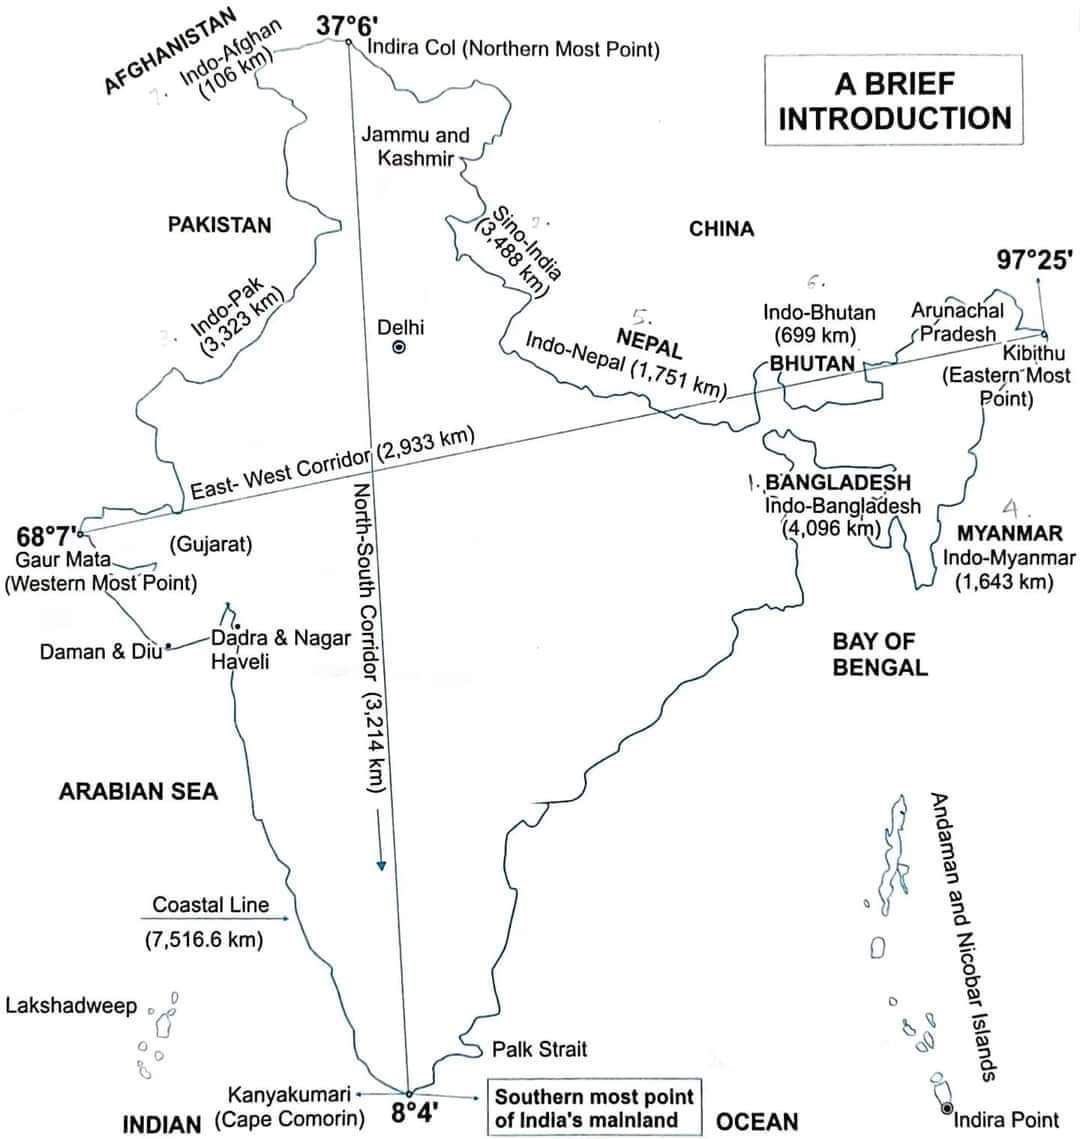 37°6'
Indira Col (Northern Most Point)
AFGHANISTAN
Indo-Afghan
(106 km)
7.
A BRIEF
INTRODUCTION
Jammu and
Kashmir
PAKISTAN
Sino-India
(3,488 km)
2.
CHINA
97°25'
Indo-Pak
(3,323 km)
3.
6.
Indo-Bhutan
(699 km)
BHUTAN
Arunachal
Pradesh
Kibithu
(Eastern Most
Point)
Delhi
5.
NEPAL
Indo-Nepal (1,751 km)
East- West Corridor (2,933 km)
North-South Corridor (3,214 km)
1. BANGLADESH
Indo-Bangladesh
(4,096 km)
4.
MYANMAR
Indo-Myanmar
(1,643 km)
68°7'
Gaur Mata
(Western Most Point)
(Gujarat)
Daman & Diu
Dadra & Nagar
Haveli
BAY OF
BENGAL
ARABIAN SEA
Coastal Line
(7,516.6 km)
Andaman and Nicobar Islands
Lakshadweep
Palk Strait
Kanyakumari
(Cape Comorin)
8°4'
Southern most point
of India's mainland
INDIAN
OCEAN
Indira Point